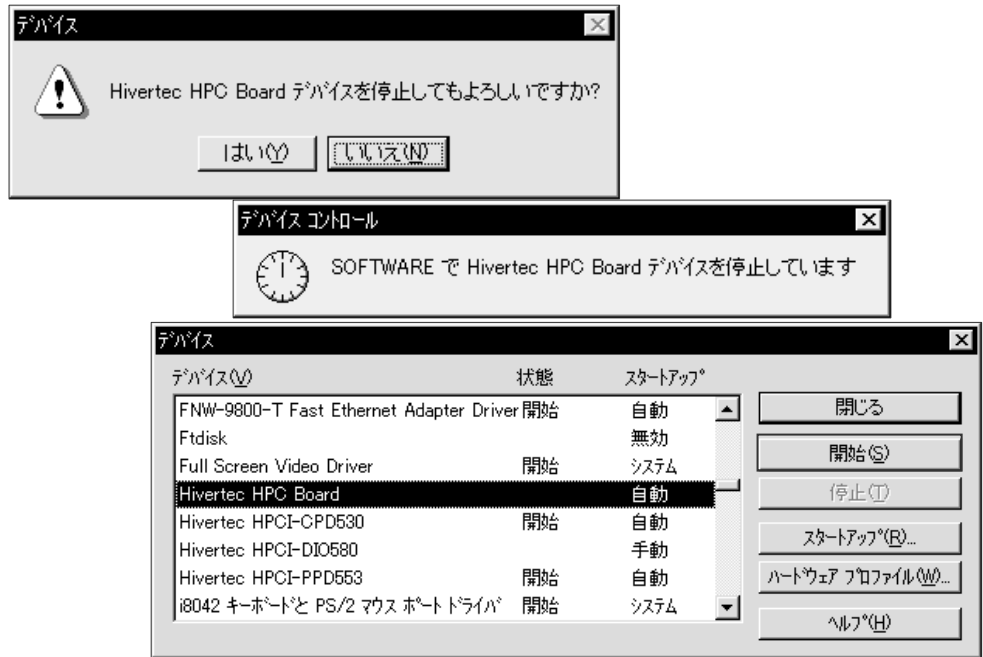 デバイス
Hivertec HPC Board デバイスを停止してもよろしいですか?
はい(Y) いいえ(N)
デバイス コントロール
SOFTWARE で Hivertec HPC Board デバイスを停止しています
デバイス
デバイス(V) 状態 スタートアップ
FNW-9800-T Fast Ethernet Adapter Driver 開始 自動
Ftdisk 無効
Full Screen Video Driver 開始 システム
Hivertec HPC Board 自動
Hivertec HPCI-CPD530 開始 自動
Hivertec HPCI-DIO580 手動
Hivertec HPCI-PPD553 開始 自動
i8042 キーボードと PS/2 マウス ポート ドライバ 開始 システム
閉じる
開始(S)
停止(T)
スタートアップ(R)...
ハードウェア プロファイル(W)...
ヘルプ(H)